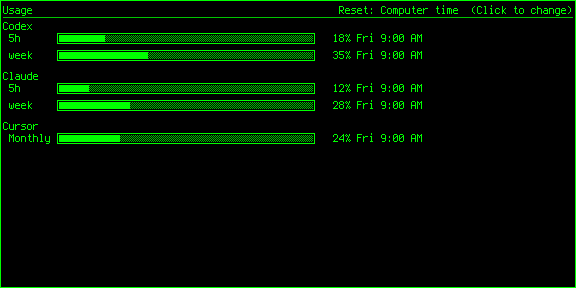 Usage Reset: Computer time (Click to change)
Codex
5h 18% Fri 9:00 AM
week 35% Fri 9:00 AM
Claude
5h 12% Fri 9:00 AM
week 28% Fri 9:00 AM
Cursor
Monthly 24% Fri 9:00 AM